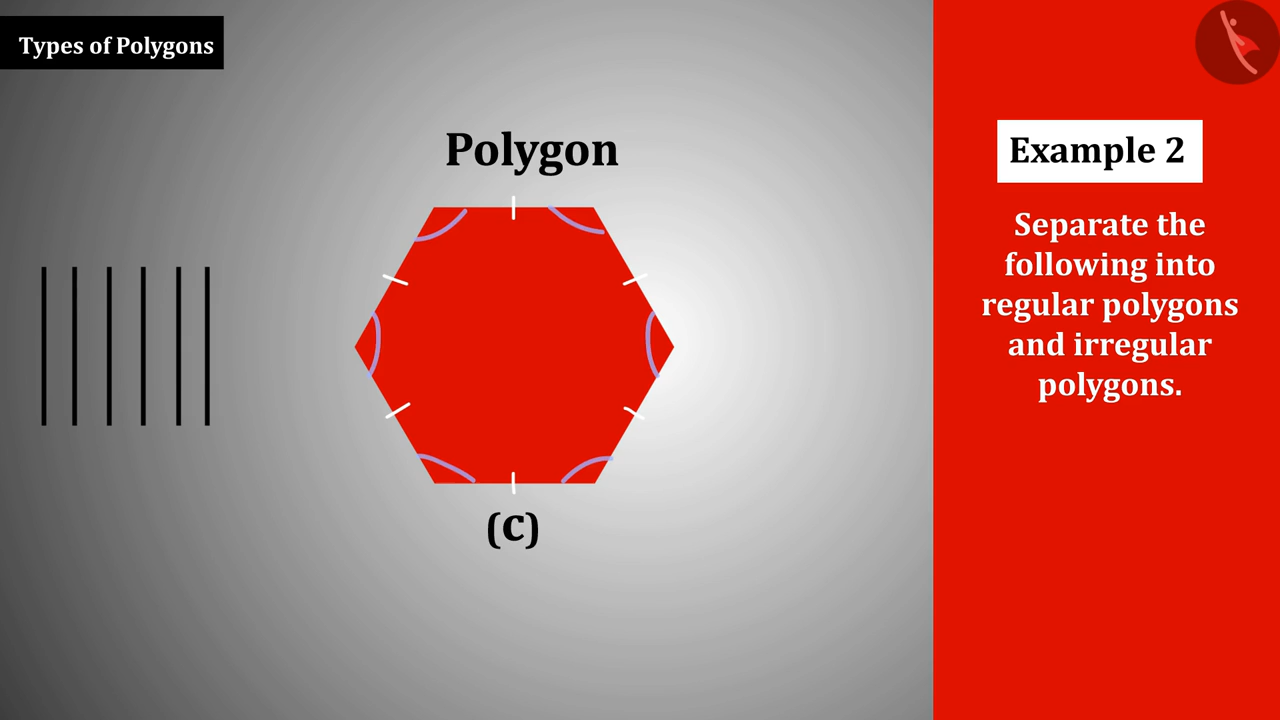 Types of Polygons
Polygon
(C)
Example 2
Separate the
following into
regular polygons
and irregular
polygons.